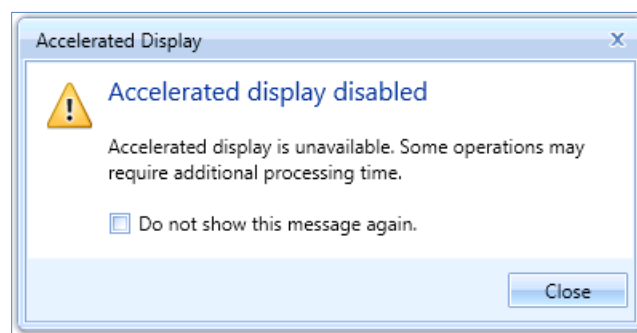 Accelerated Display
Accelerated display disabled
Accelerated display is unavailable. Some operations may
require additional processing time.
Do not show this message again.
Close